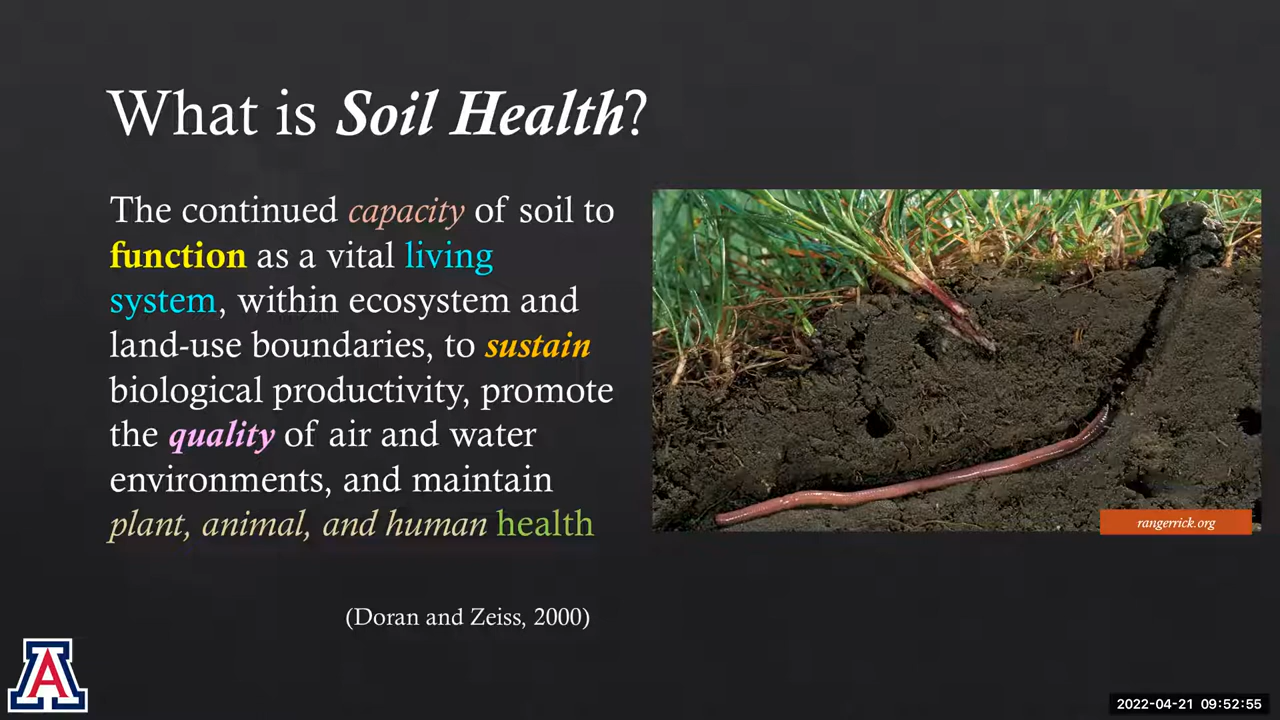 What is Soil Health?
The continued capacity of soil to
function as a vital living
system, within ecosystem and
land-use boundaries, to sustain
biological productivity, promote
the quality of air and water
environments, and maintain
plant, animal, and human health
rangerrick.org
(Doran and Zeiss, 2000)
A
2022-04-21 09:52:55